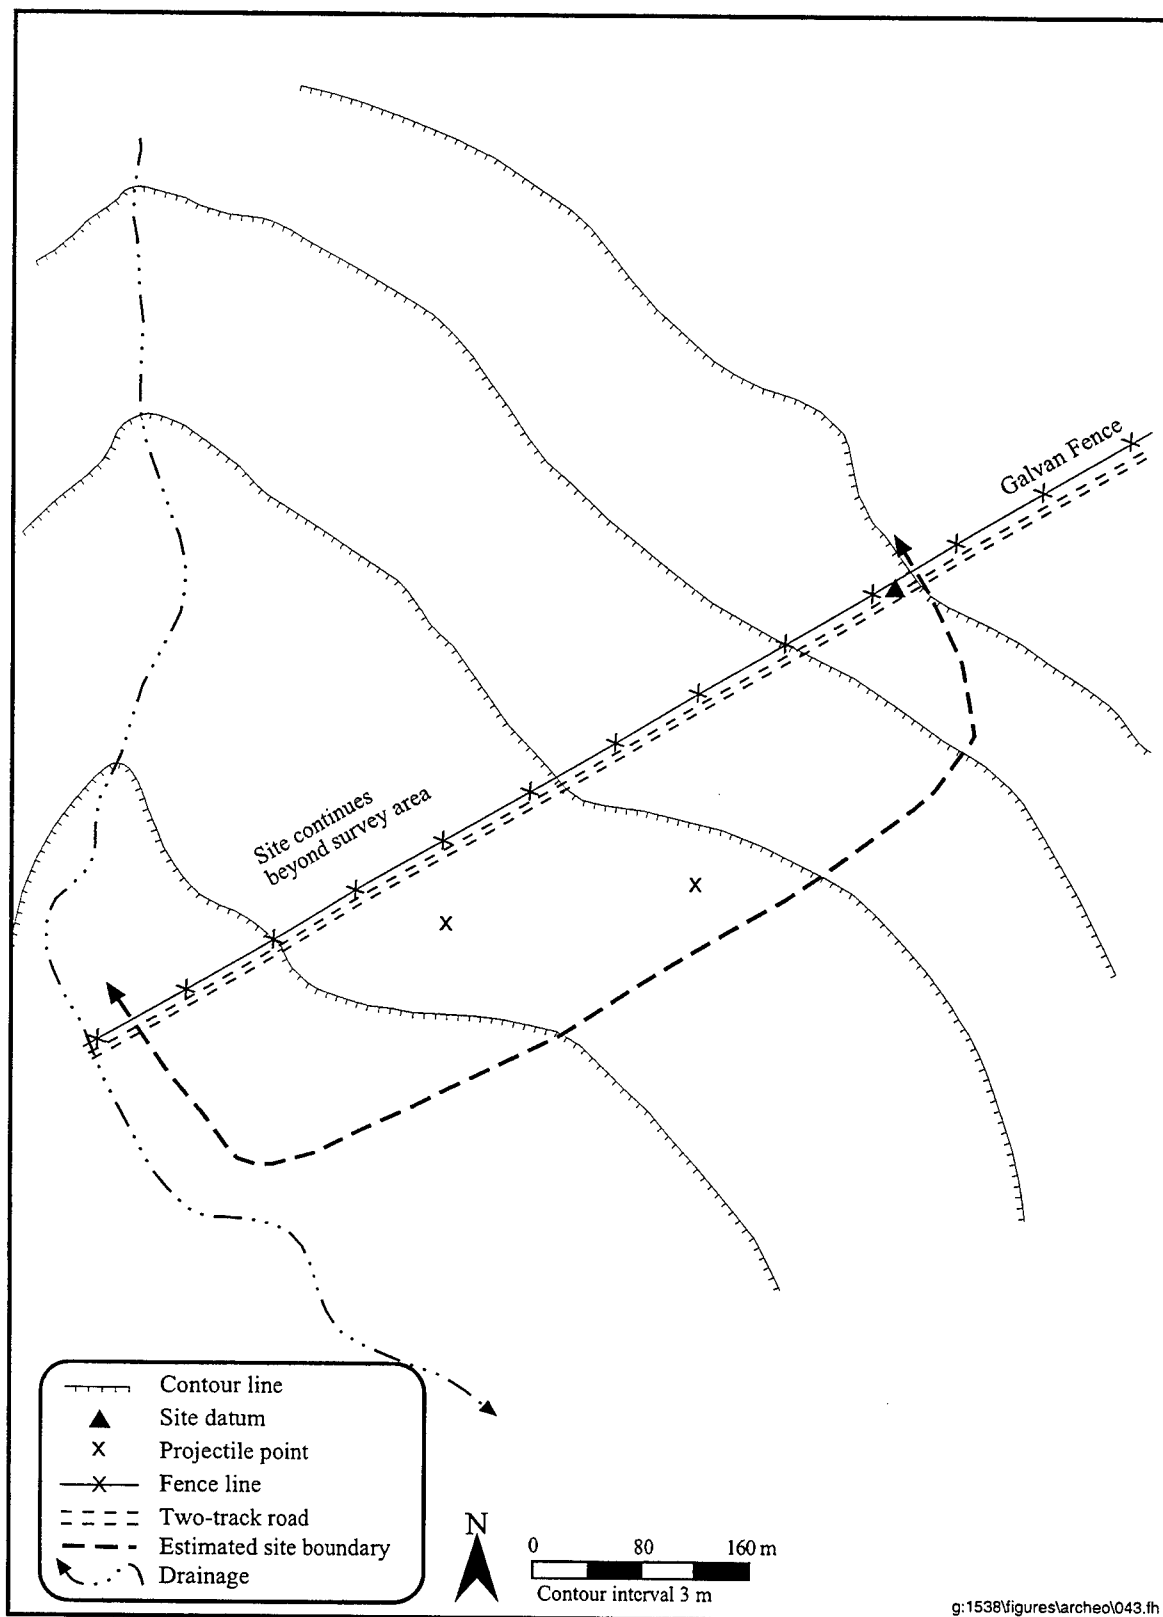 Galvan Fence
Site continues
beyond survey area
Contour line
Site datum
x Projectile point
Fence line
Two-track road
Estimated site boundary
Drainage
N
0 80 160 m
Contour interval 3 m
g:1538\figures\archeo\043.fh